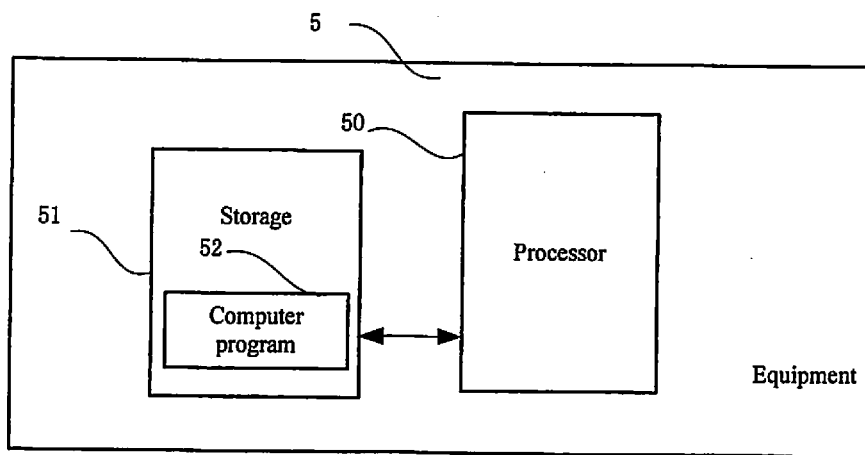 5
50
51
Storage
52
Processor
Computer
program
Equipment